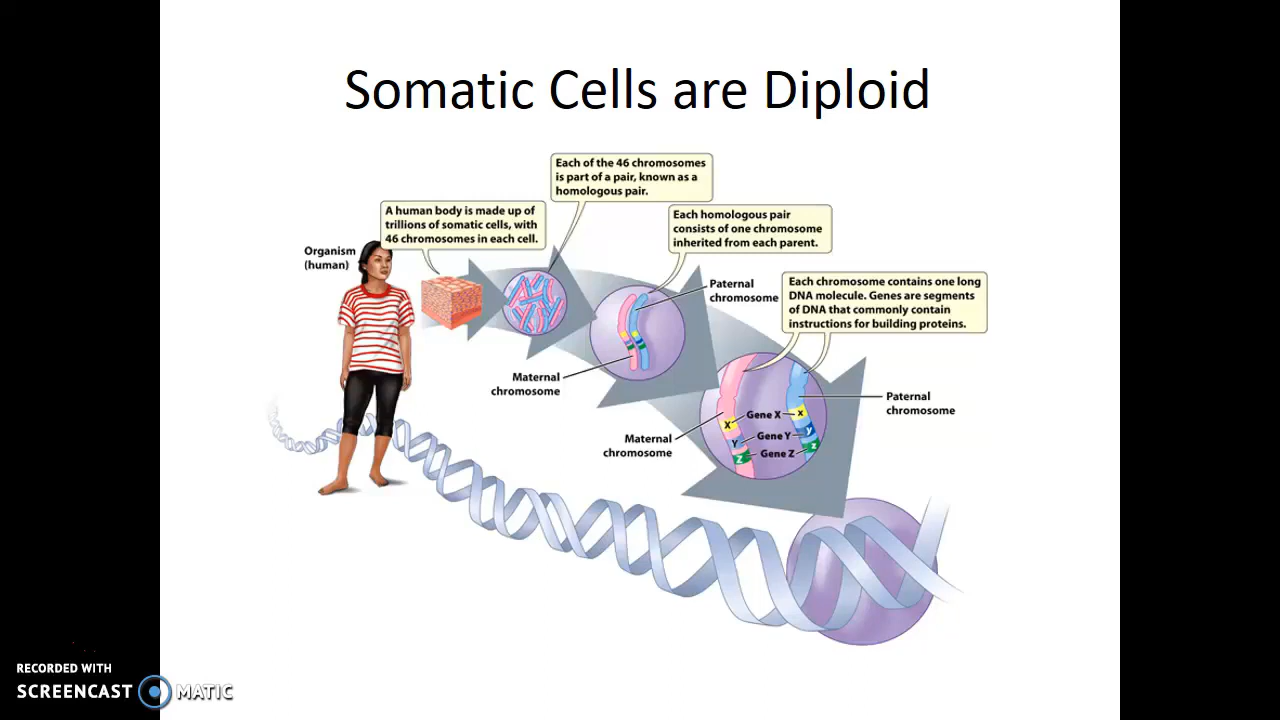 Somatic Cells are Diploid
Each of the 46 chromosomes
is part of a pair, known as a
homologous pair.
A human body is made up of
trillions of somatic cells, with
46 chromosomes in each cell.
Each homologous pair
consists of one chromosome
inherited from each parent.
Organism
(human)
Each chromosome contains one long
DNA molecule. Genes are segments
of DNA that commonly contain
instructions for building proteins.
Paternal
chromosome
Maternal
chromosome
Paternal
chromosome
Maternal
chromosome
X Gene X x
Y Gene Y y
Z Gene Z z
RECORDED WITH
SCREENCAST MATIC